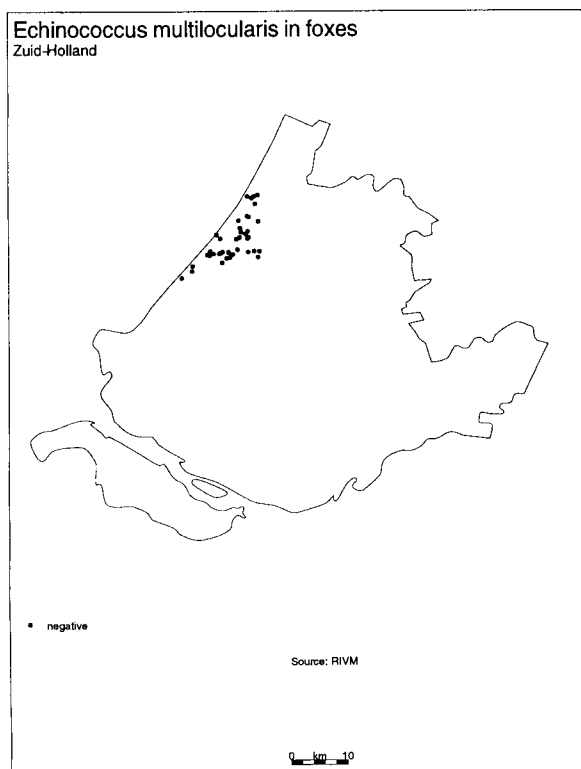 Echinococcus multilocularis in foxes
Zuid-Holland
negative
Source: RIVM
0 km 10